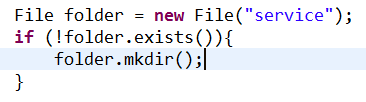 File folder = new File("service");
if (!folder.exists()){
    folder.mkdir();
}